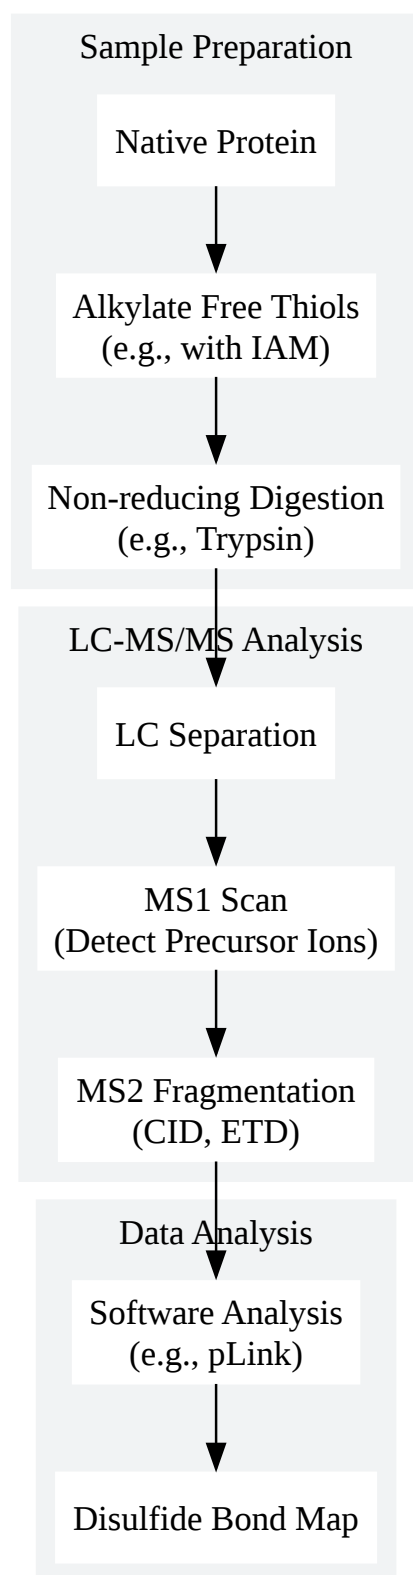 Sample Preparation
Native Protein
Alkylate Free Thiols
(e.g., with IAM)
Non-reducing Digestion
(e.g., Trypsin)
LC-MS/MS Analysis
LC Separation
MS1 Scan
(Detect Precursor Ions)
MS2 Fragmentation
(CID, ETD)
Data Analysis
Software Analysis
(e.g., pLink)
Disulfide Bond Map